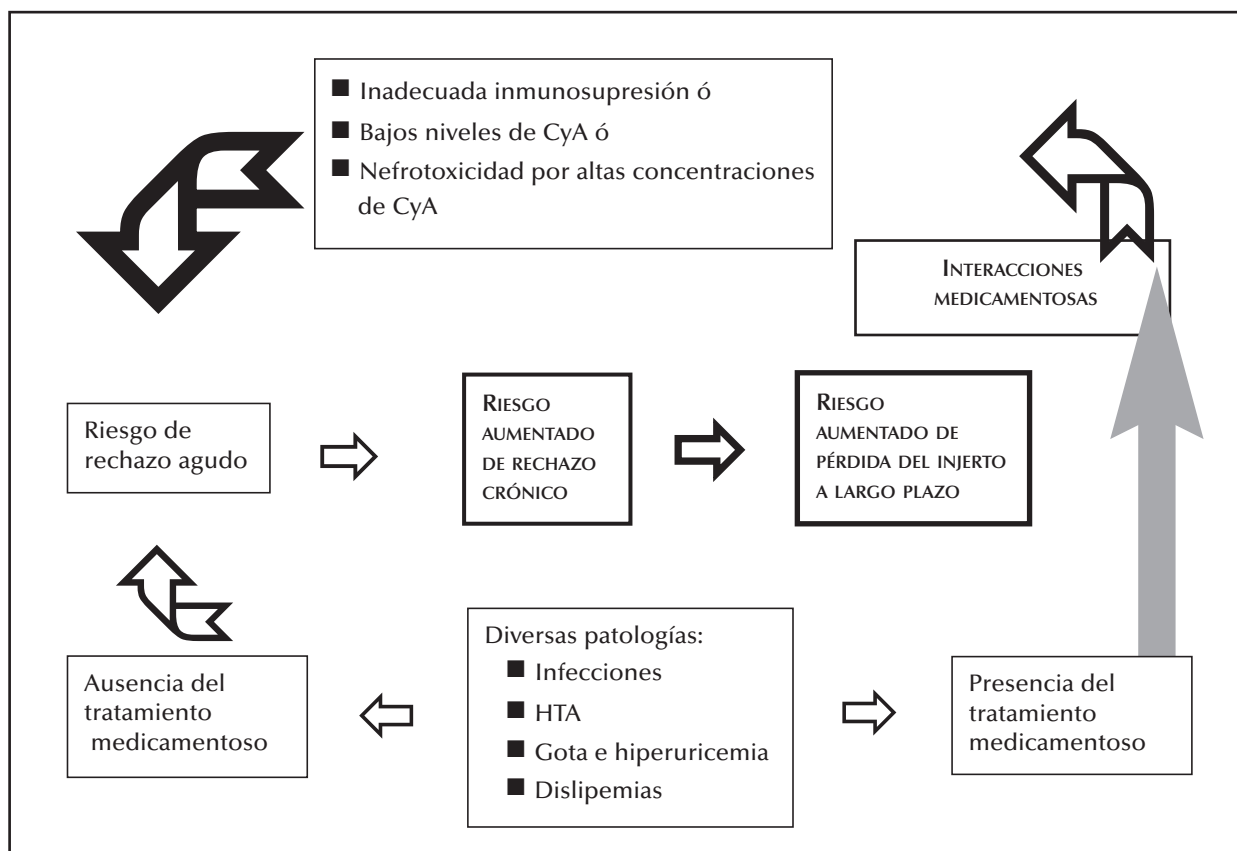 ■ Inadecuada inmunosupresión ó
■ Bajos niveles de CyA ó
■ Nefrotoxicidad por altas concentraciones
de CyA
INTERACCIONES
MEDICAMENTOSAS
Riesgo de
rechazo agudo
RIESGO
AUMENTADO
DE RECHAZO
CRÓNICO
RIESGO
AUMENTADO DE
PÉRDIDA DEL INJERTO
A LARGO PLAZO
Ausencia del
tratamiento
medicamentoso
Diversas patologías:
■ Infecciones
■ HTA
■ Gota e hiperuricemia
■ Dislipemias
Presencia del
tratamiento
medicamentoso